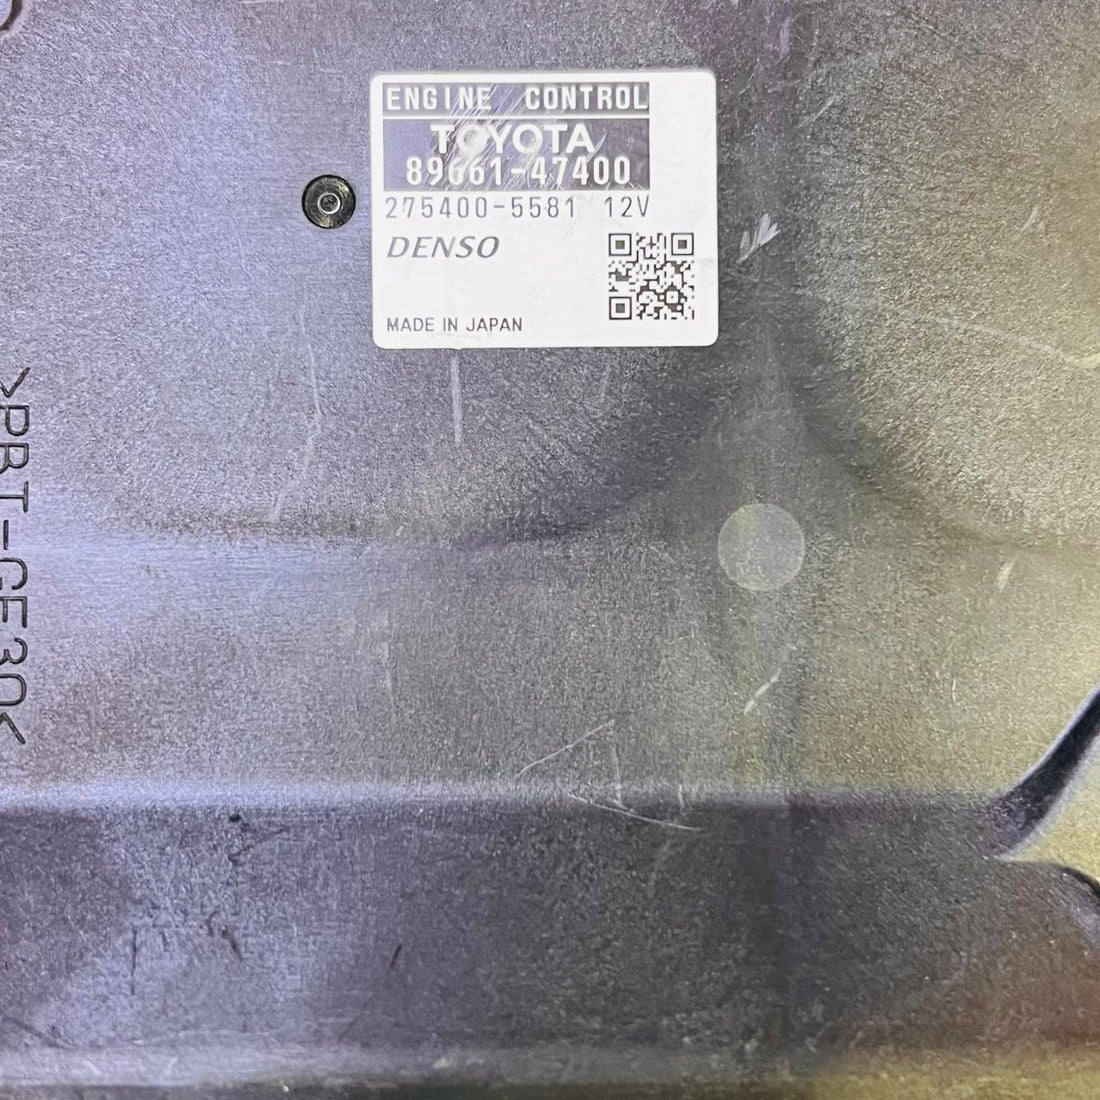 ENGINE CONTROL
TOYOTA
89661-47400
275400-5581 12V
DENSO
MADE IN JAPAN
>PBT-GF30<